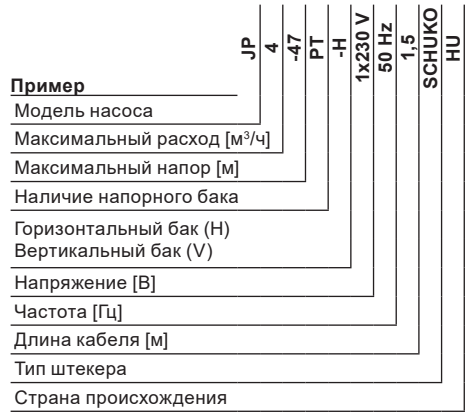 JP
4
-47
PT
-H
1x230 V
50 Hz
1,5
SCHUKO
HU
Пример
Модель насоса
Максимальный расход [м³/ч]
Максимальный напор [м]
Наличие напорного бака
Горизонтальный бак (H)
Вертикальный бак (V)
Напряжение [В]
Частота [Гц]
Длина кабеля [м]
Тип штекера
Страна происхождения